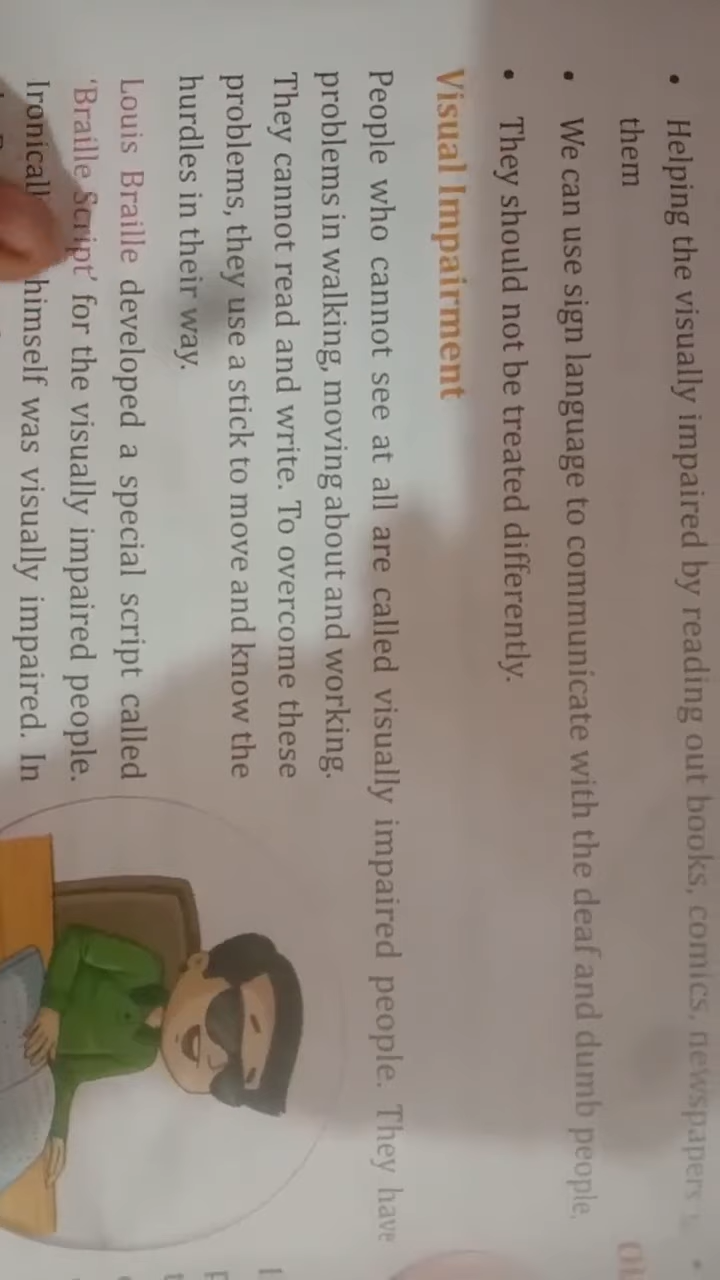 • Helping the visually impaired by reading out books, comics, newspapers
them
• We can use sign language to communicate with the deaf and dumb people.
• They should not be treated differently.
Visual Impairment
People who cannot see at all are called visually impaired people. They have
problems in walking, moving about and working.
They cannot read and write. To overcome these
problems, they use a stick to move and know the
hurdles in their way.
Louis Braille developed a special script called
'Braille Script' for the visually impaired people.
himself was visually impaired. In